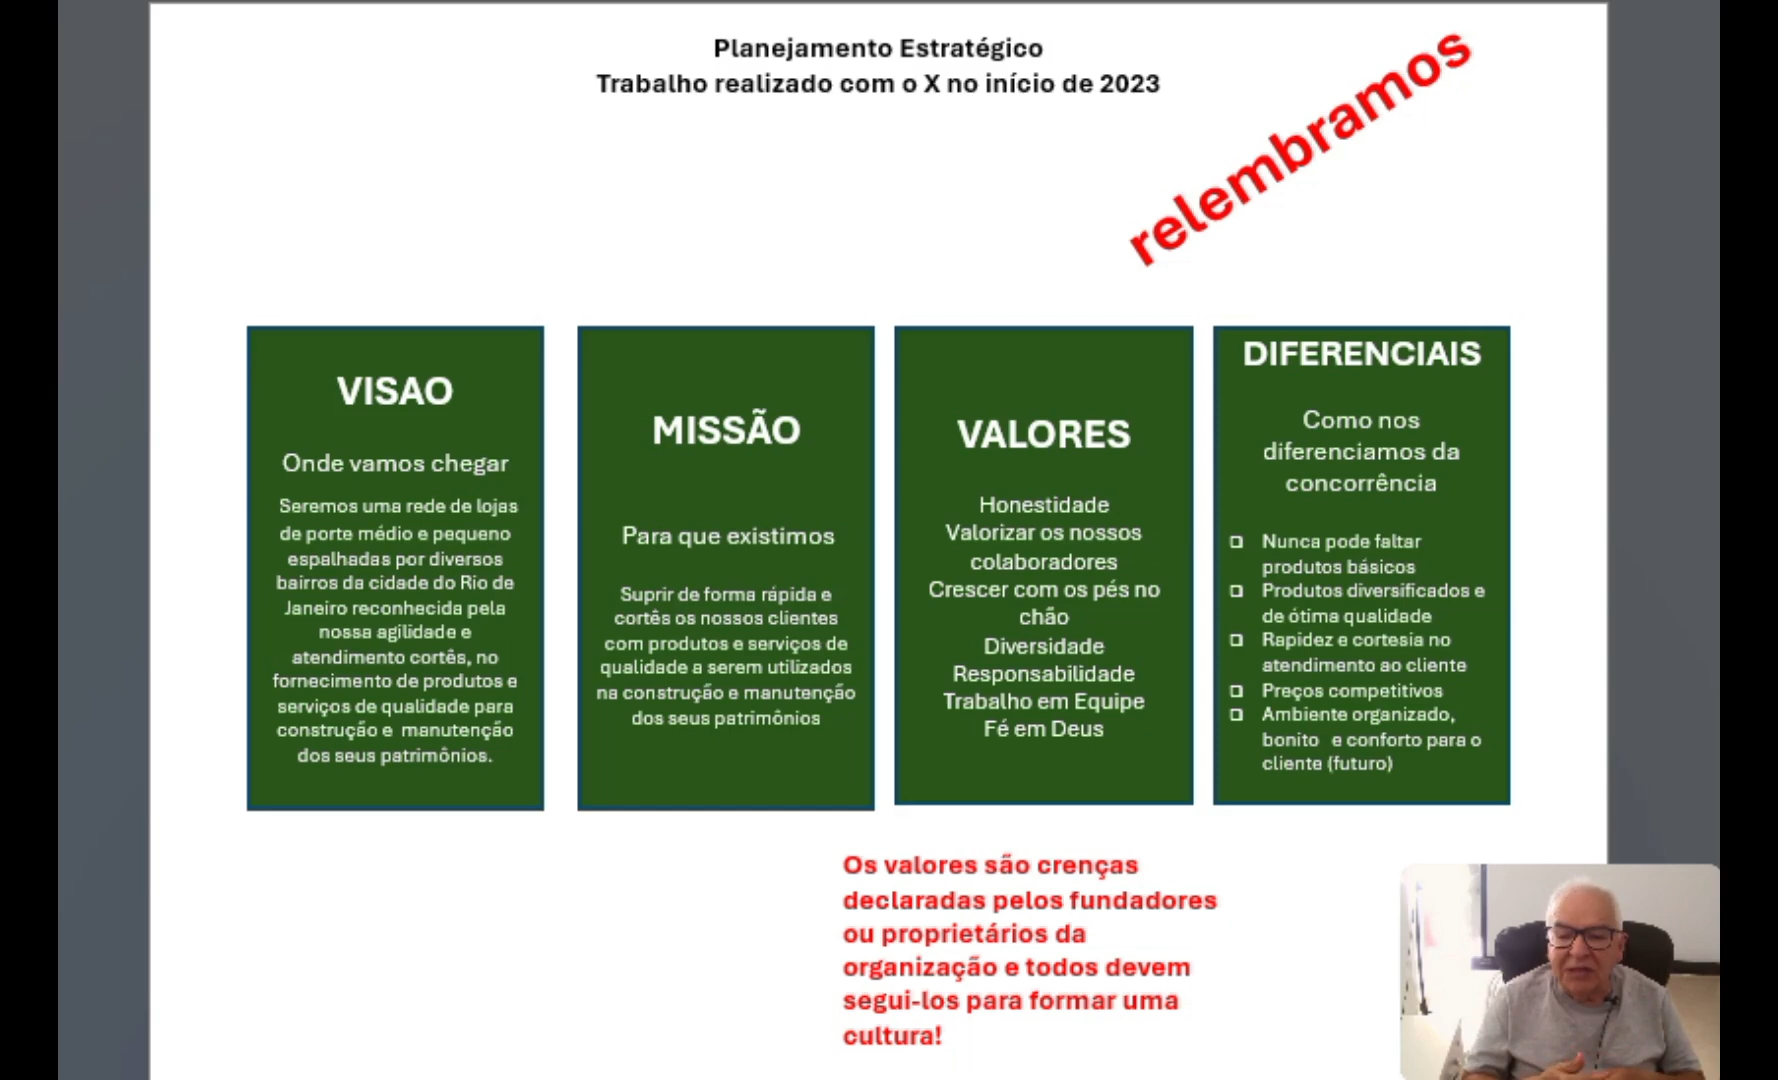 Planejamento Estratégico
Trabalho realizado com o X no início de 2023
relembramos
VISAO
Onde vamos chegar
Seremos uma rede de lojas
de porte médio e pequeno
espalhadas por diversos
bairros da cidade do Rio de
Janeiro reconhecida pela
nossa agilidade e
atendimento cortês, no
fornecimento de produtos e
serviços de qualidade para
construção e manutenção
dos seus patrimônios.
MISSÃO
Para que existimos
Suprir de forma rápida e
cortês os nossos clientes
com produtos e serviços de
qualidade a serem utilizados
na construção e manutenção
dos seus patrimônios
VALORES
Honestidade
Valorizar os nossos
colaboradores
Crescer com os pés no
chão
Diversidade
Responsabilidade
Trabalho em Equipe
Fé em Deus
DIFERENCIAIS
Como nos
diferenciamos da
concorrência
Nunca pode faltar
produtos básicos
Produtos diversificados e
de ótima qualidade
Rapidez e cortesia no
atendimento ao cliente
Preços competitivos
Ambiente organizado,
bonito e conforto para o
cliente (futuro)
Os valores são crenças
declaradas pelos fundadores
ou proprietários da
organização e todos devem
segui-los para formar uma
cultura!